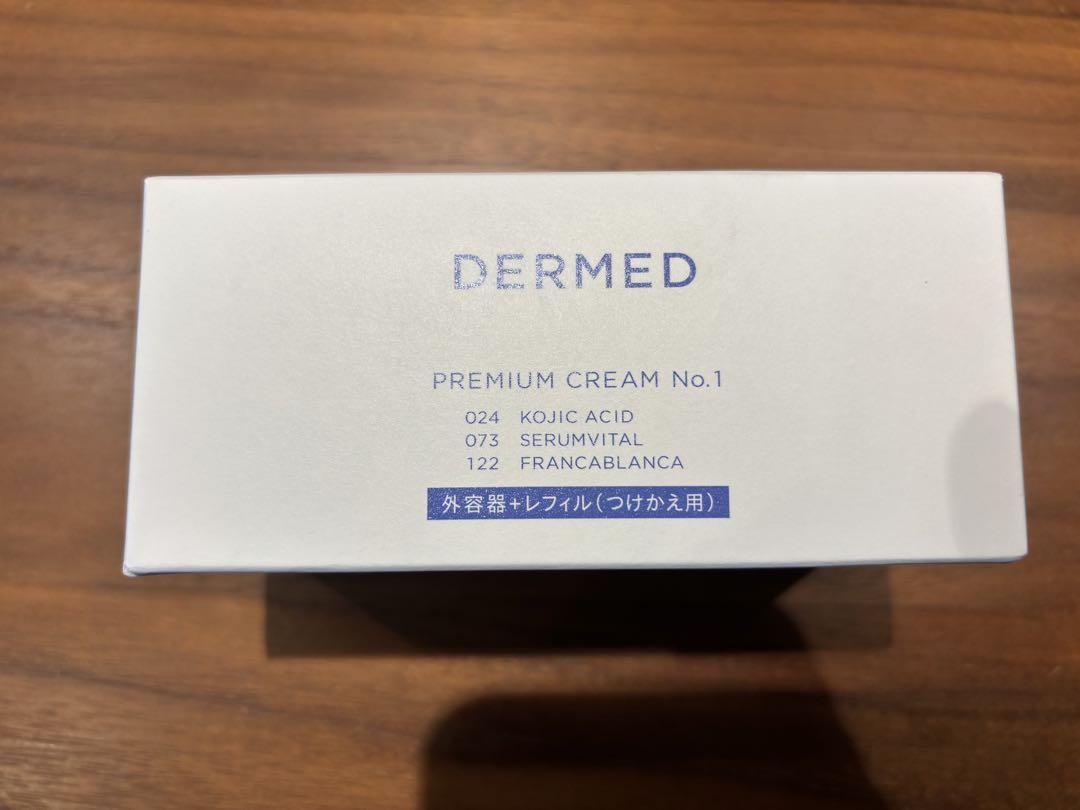 DERMED
PREMIUM CREAM No.1
024 KOJIC ACID
073 SERUMVITAL
122 FRANCABLANCA
外容器+レフィル(つけかえ用)